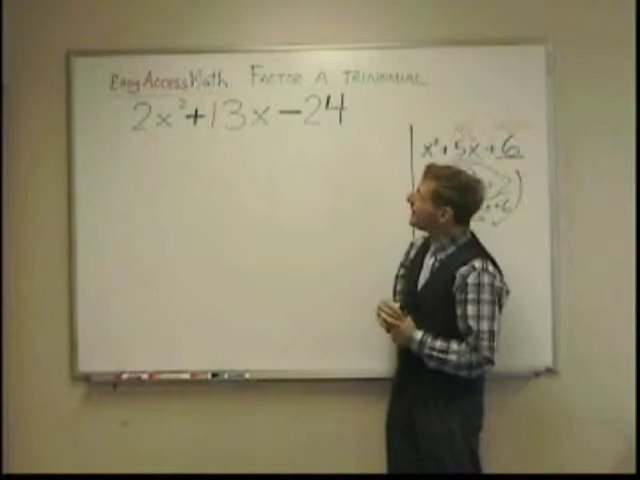 EasyAccessMath FACTOR A TRINOMIAL
2x²+13x-24
x²+5x+6